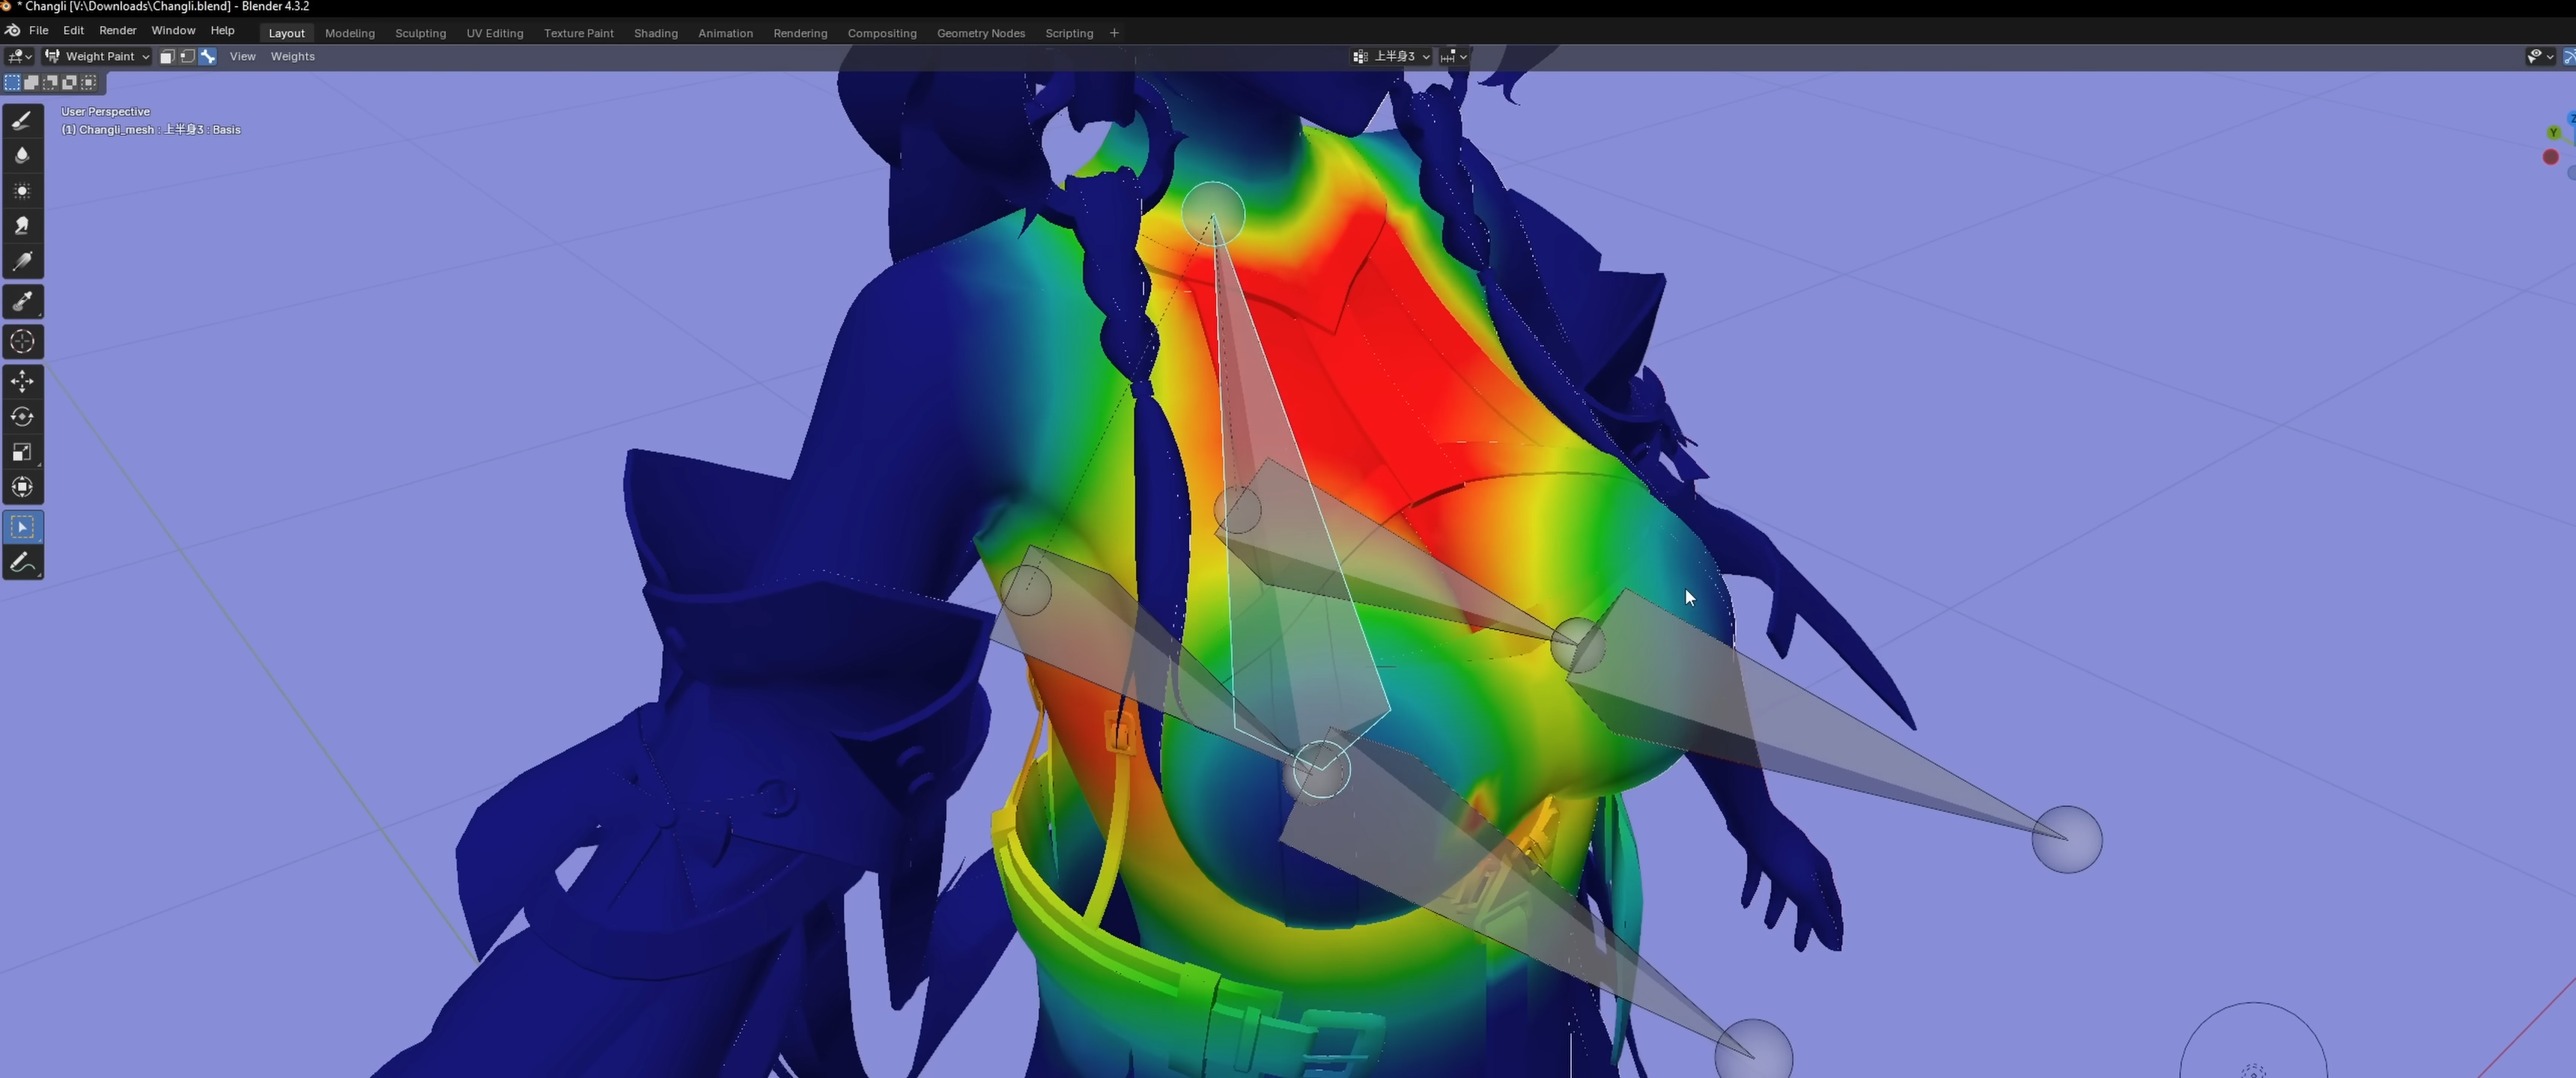 * Changli [V:\Downloads\Changli.blend] - Blender 4.3.2
File Edit Render Window Help Layout Modeling Sculpting UV Editing Texture Paint Shading Animation Rendering Compositing Geometry Nodes Scripting +
Weight Paint View Weights 上半身3
User Perspective
(1) Changli_mesh : 上半身3 : Basis
Z
Y